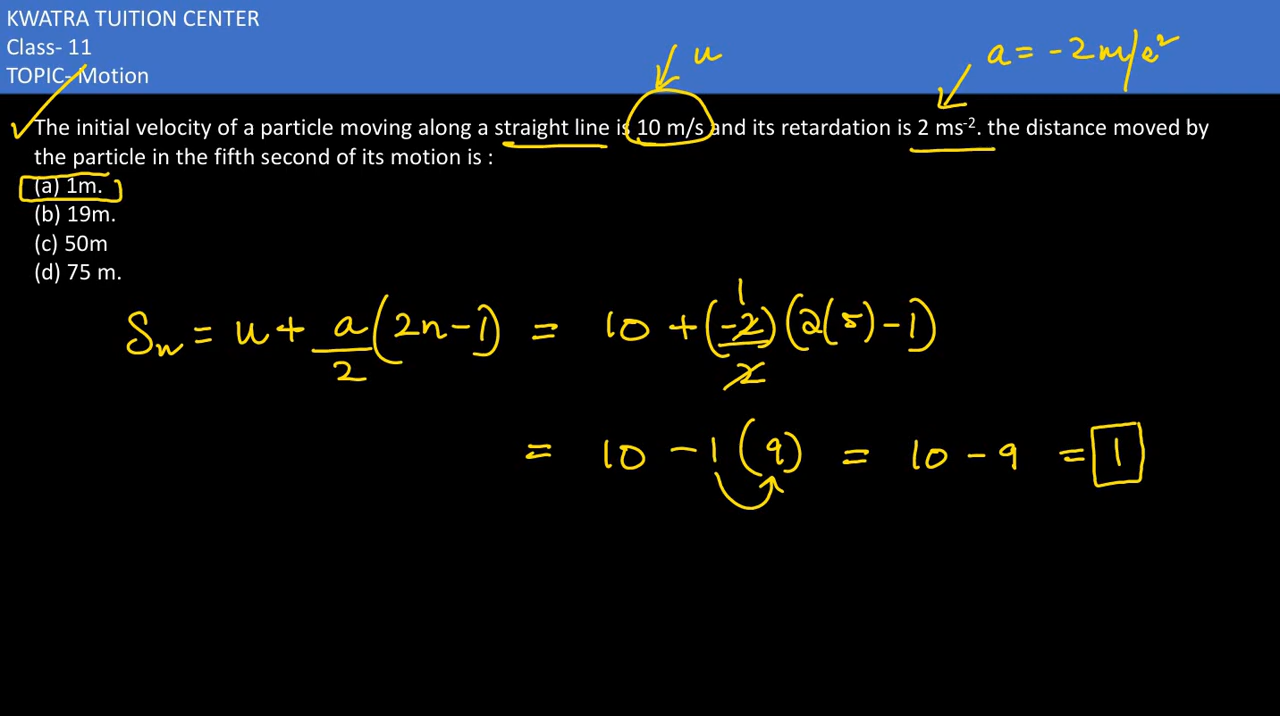 KWATRA TUITION CENTER
Class- 11
TOPIC- Motion
u
a = -2 m/s²
The initial velocity of a particle moving along a straight line is 10 m/s and its retardation is 2 ms⁻². the distance moved by
the particle in the fifth second of its motion is :
(a) 1m.
(b) 19m.
(c) 50m
(d) 75 m.
Sₙ = u + a/2 (2n-1) = 10 + (-2/2) (2(5)-1)
1
= 10 - 1(9) = 10 - 9 = 1